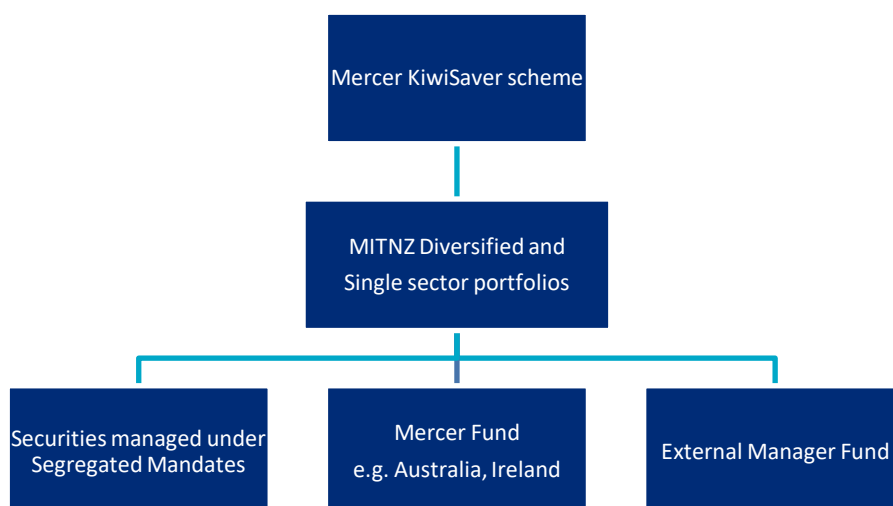 Mercer KiwiSaver scheme
MITNZ Diversified and
Single sector portfolios
Securities managed under
Segregated Mandates
Mercer Fund
e.g. Australia, Ireland
External Manager Fund